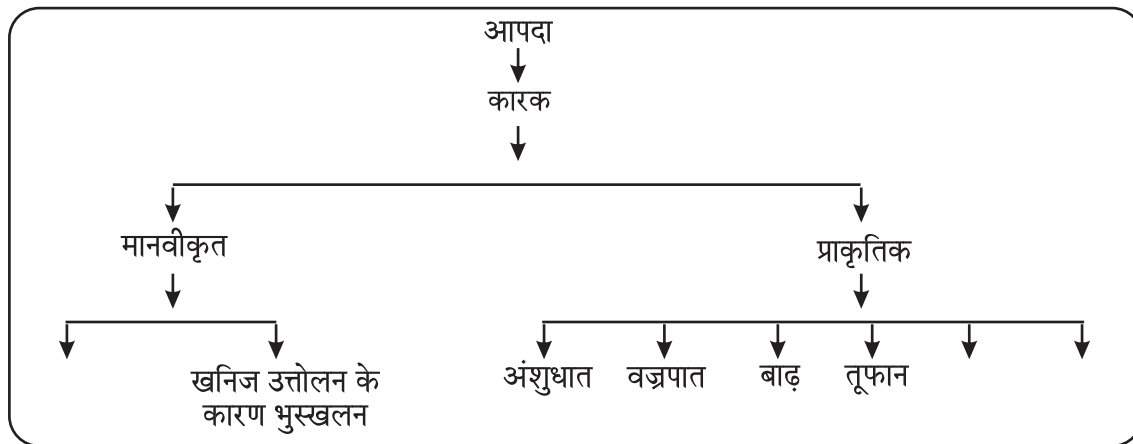 आपदा
कारक
मानवीकृत
प्राकृतिक
खनिज उत्तोलन के
कारण भुस्खलन
अंशुधात
वज्रपात
बाढ़
तूफान